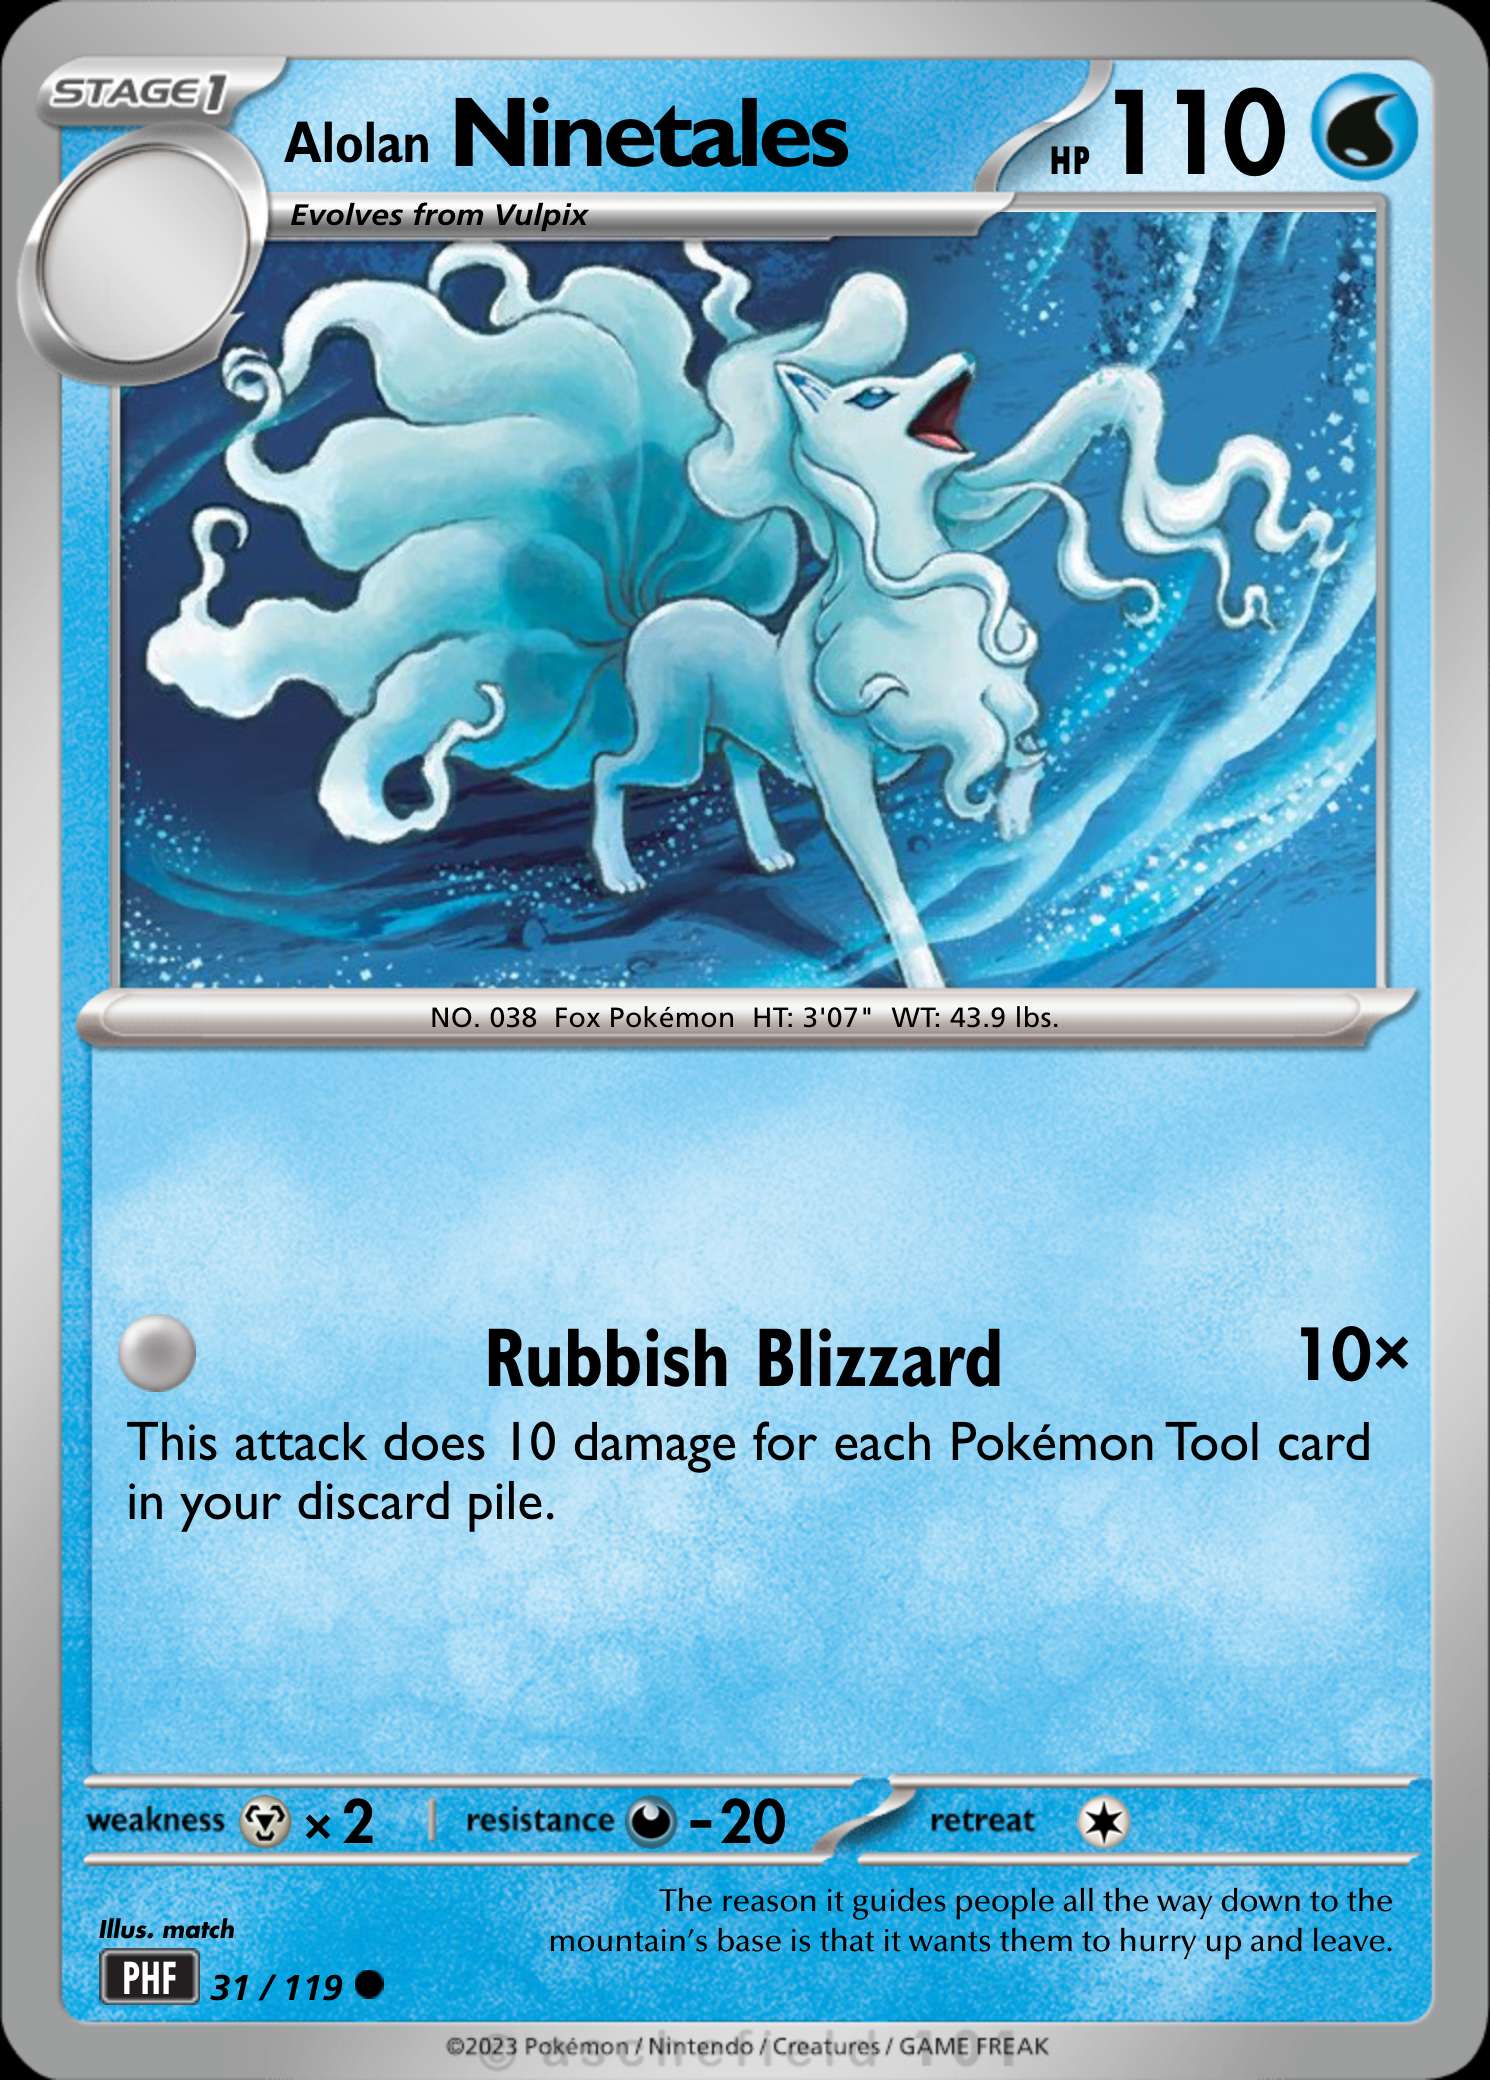 STAGE1
Alolan Ninetales
HP 110
Evolves from Vulpix
NO. 038 Fox Pokémon HT: 3'07" WT: 43.9 lbs.
Rubbish Blizzard 10×
This attack does 10 damage for each Pokémon Tool card
in your discard pile.
weakness × 2 resistance -20 retreat
The reason it guides people all the way down to the
mountain's base is that it wants them to hurry up and leave.
Illus. match
PHF 31 / 119
©2023 Pokémon / Nintendo / Creatures / GAME FREAK